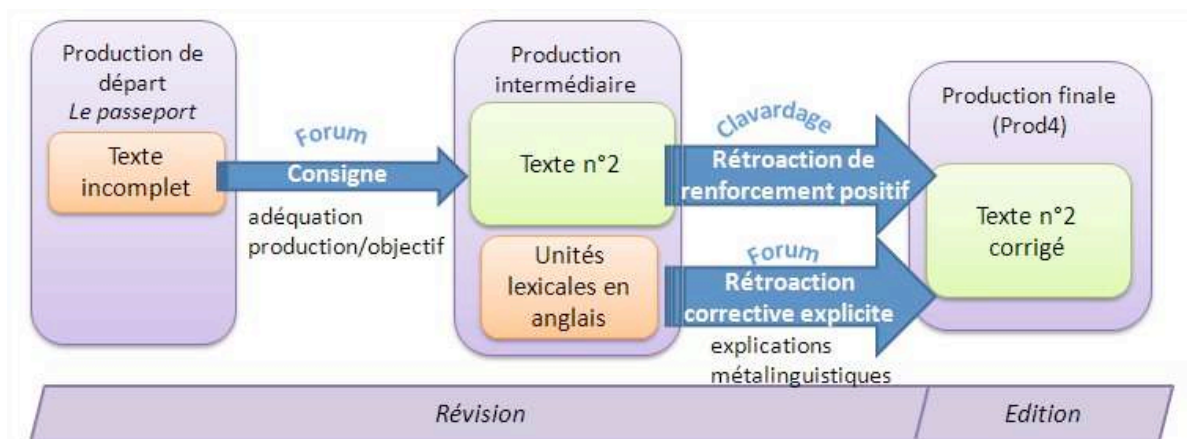 Production de
départ
Le passeport
Texte
incomplet
Forum
Consigne
adéquation
production/objectif
Production
intermédiaire
Texte n°2
Unités
lexicales en
anglais
Clavardage
Rétroaction de
renforcement positif
Forum
Rétroaction
corrective explicite
explications
métalinguistiques
Production finale
(Prod4)
Texte n°2
corrigé
Révision
Edition